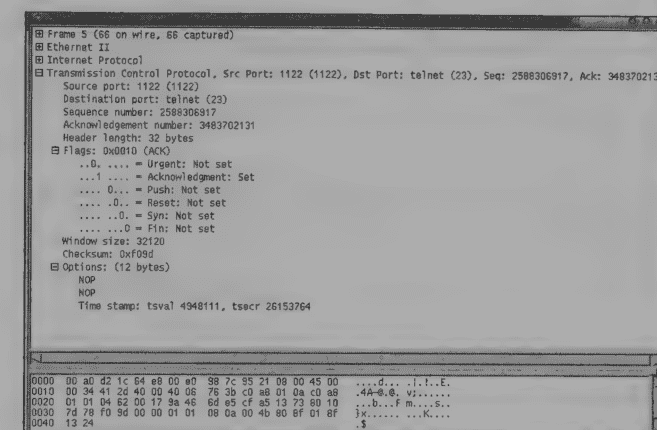 Frame 5 (66 on wire, 66 captured)
Ethernet II
Internet Protocol
Transmission Control Protocol, Src Port: 1122 (1122), Dst Port: telnet (23), Seq: 2588306917, Ack: 348370213
Source port: 1122 (1122)
Destination port: telnet (23)
Sequence number: 2588306917
Acknowledgement number: 3483702131
Header length: 32 bytes
Flags: 0x0010 (ACK)
..0. .... = Urgent: Not set
...1 .... = Acknowledgment: Set
.... 0... = Push: Not set
.... .0.. = Reset: Not set
.... ..0. = Syn: Not set
.... ...0 = Fin: Not set
Window size: 32120
Checksum: 0xf09d
Options: (12 bytes)
NOP
NOP
Time stamp: tsval 4948111, tsecr 26153764
0000 00 a0 d2 1c 64 e8 00 e0 98 7c 95 21 08 00 45 00 ....d... .|.!..E.
0010 00 34 41 2d 40 00 40 06 76 3b c0 a8 01 0a c0 a8 .4A-@.@. v;......
0020 01 01 04 62 00 17 9a 46 6d e5 cf a5 13 73 80 10 ...b...F m....s..
0030 7d 78 f0 9d 00 00 01 01 08 0a 00 4b 80 8f 01 8f }x...... ...K....
0040 13 24 .$